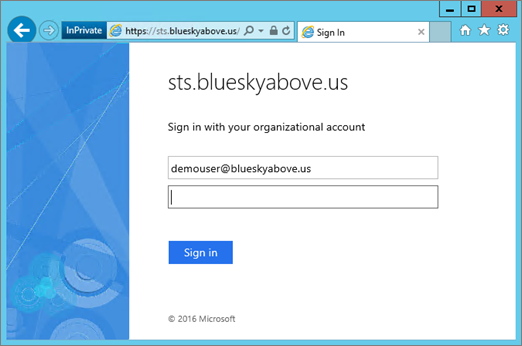 InPrivate
https://sts.blueskyabove.us/
Sign In
sts.blueskyabove.us
Sign in with your organizational account
demouser@blueskyabove.us
Sign in
© 2016 Microsoft